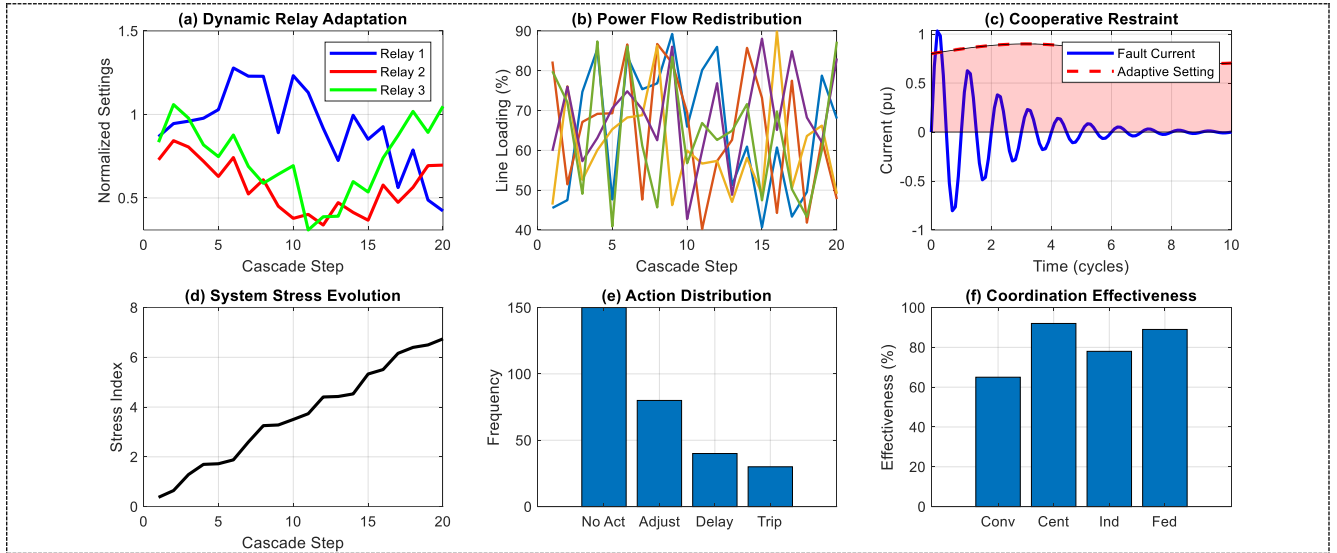 (a) Dynamic Relay Adaptation
1.5
1
0.5
0
5
10
15
20
Normalized Settings
Cascade Step
Relay 1
Relay 2
Relay 3
(b) Power Flow Redistribution
90
80
70
60
50
40
0
5
10
15
20
Line Loading (%)
Cascade Step
(c) Cooperative Restraint
1
0.5
0
-0.5
-1
0
2
4
6
8
10
Current (pu)
Time (cycles)
Fault Current
Adaptive Setting
(d) System Stress Evolution
8
6
4
2
0
0
5
10
15
20
Stress Index
Cascade Step
(e) Action Distribution
150
100
50
0
Frequency
No Act
Adjust
Delay
Trip
(f) Coordination Effectiveness
100
80
60
40
20
0
Effectiveness (%)
Conv
Cent
Ind
Fed